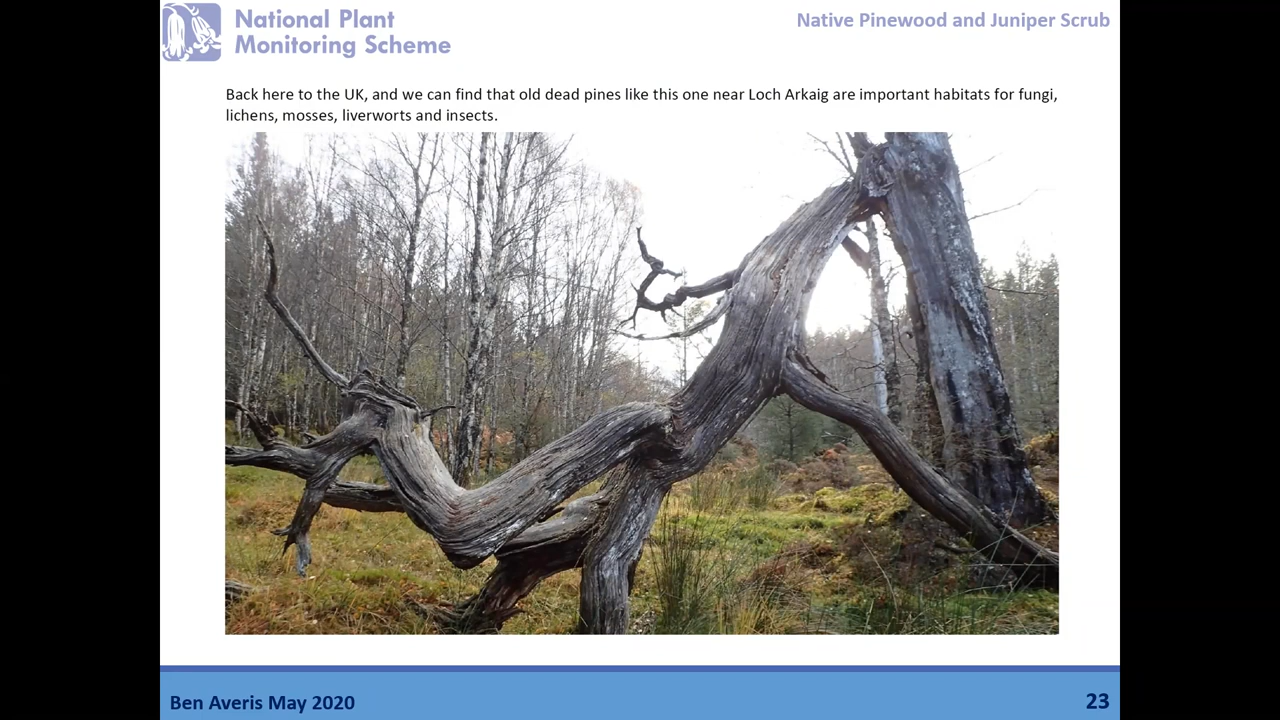 National Plant
Monitoring Scheme
Native Pinewood and Juniper Scrub
Back here to the UK, and we can find that old dead pines like this one near Loch Arkaig are important habitats for fungi,
lichens, mosses, liverworts and insects.
Ben Averis May 2020
23